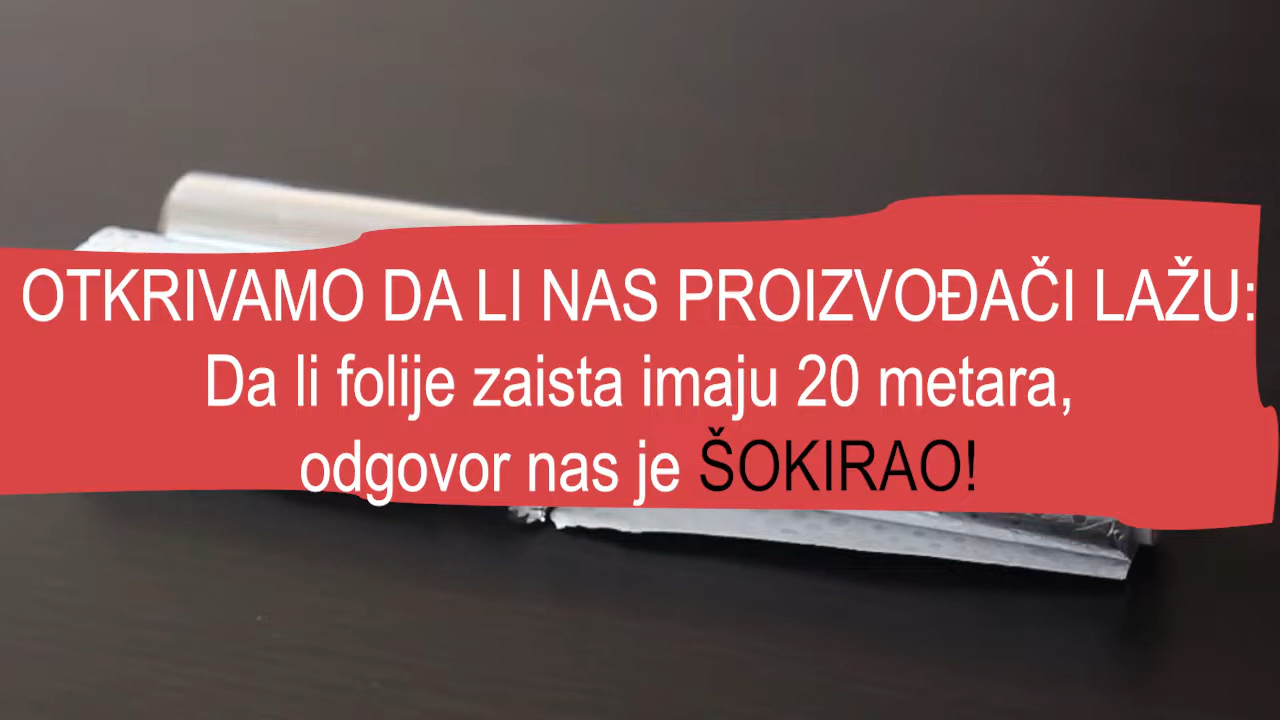 OTKRIVAMO DA LI NAS PROIZVOĐAČI LAŽU:
Da li folije zaista imaju 20 metara,
odgovor nas je ŠOKIRAO!